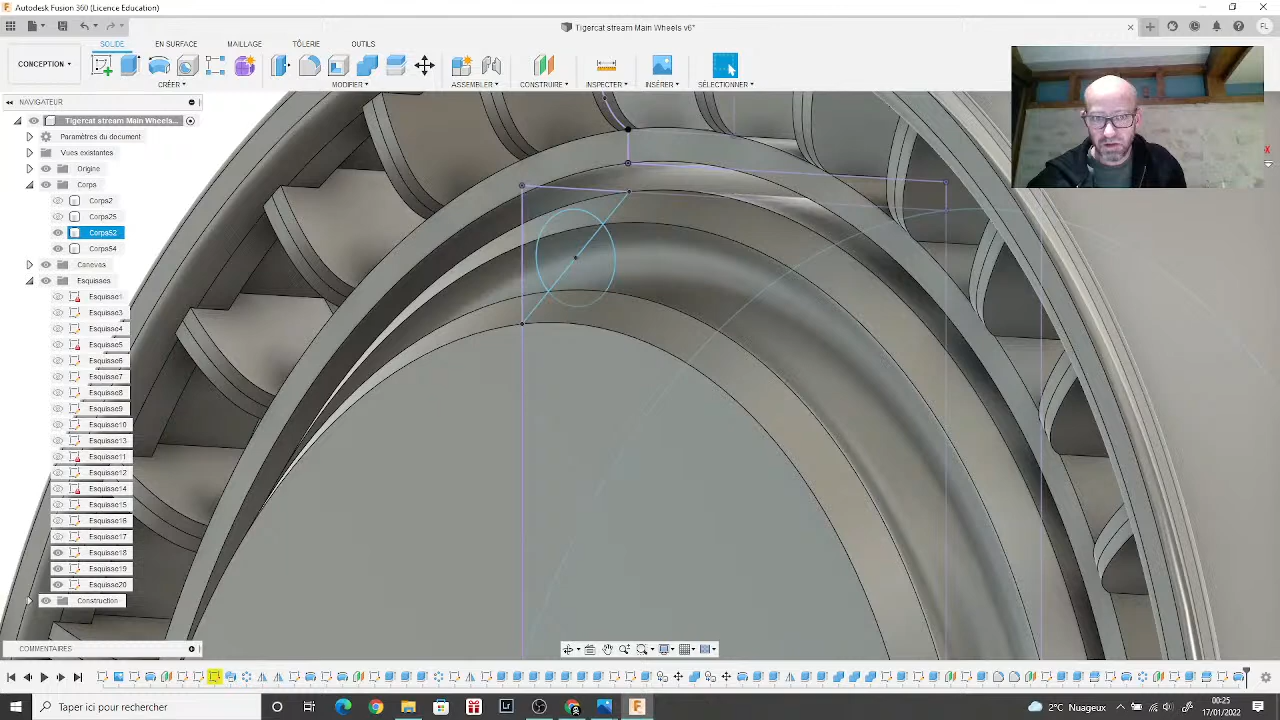 Autodesk Fusion 360 (Licence Education)
Tigercat stream Main Wheels v6*
FL
CONCEPTION
SOLIDE
EN SURFACE
MAILLAGE
TÔLERIE
OUTILS
CRÉER
MODIFIER
ASSEMBLER
CONSTRUIRE
INSPECTER
INSÉRER
SÉLECTIONNER
NAVIGATEUR
Tigercat stream Main Wheels...
Paramètres du document
Vues existantes
Origine
Corps
Corps2
Corps25
Corps52
Corps54
Canevas
Esquisses
Esquisse1
Esquisse3
Esquisse4
Esquisse5
Esquisse6
Esquisse7
Esquisse8
Esquisse9
Esquisse10
Esquisse13
Esquisse11
Esquisse12
Esquisse14
Esquisse15
Esquisse16
Esquisse17
Esquisse18
Esquisse19
Esquisse20
Construction
COMMENTAIRES
Taper ici pour rechercher
2°C Nuageux
00:25
17/01/2022